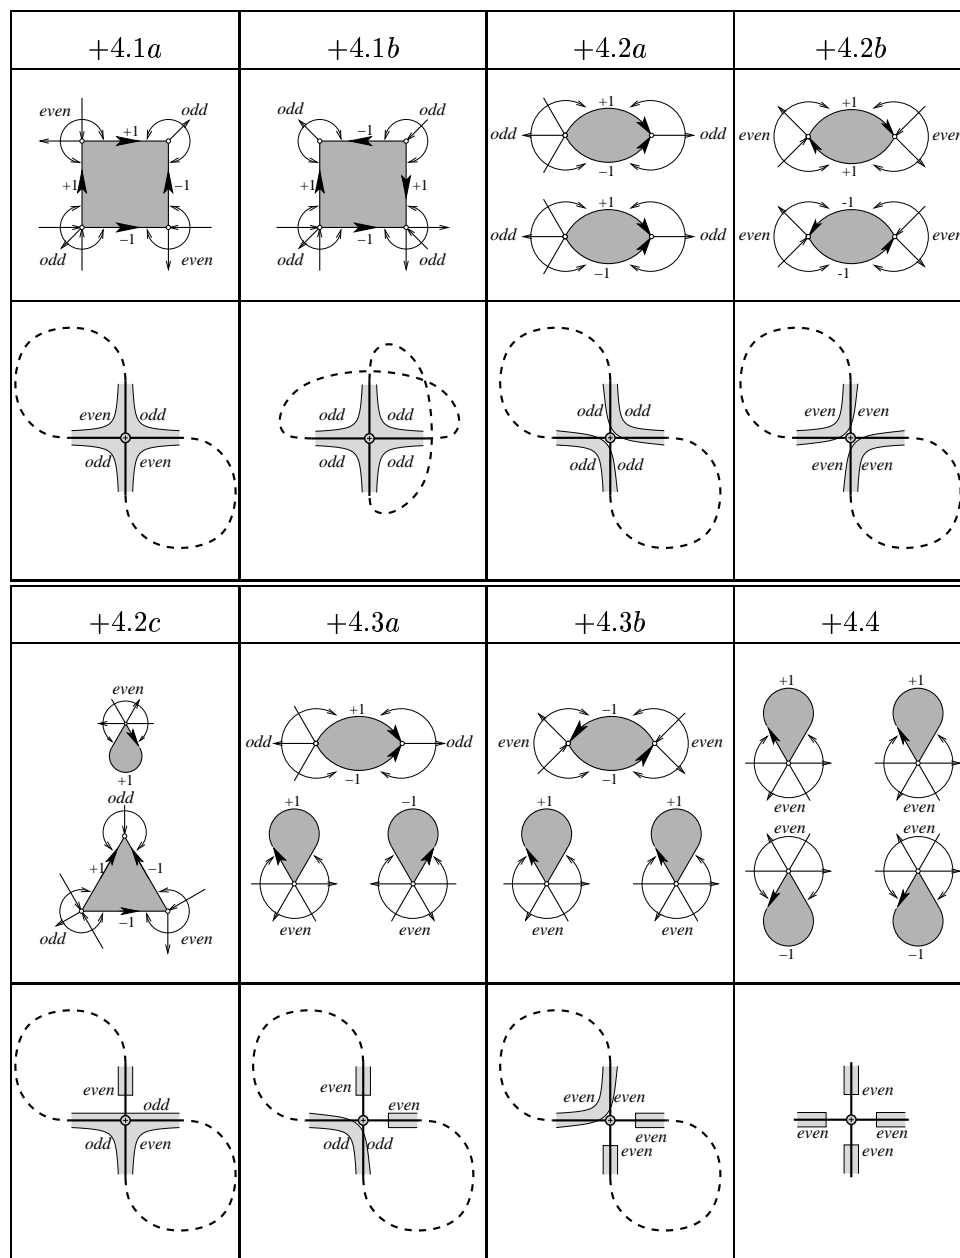 +4.1a +4.1b +4.2a +4.2b
even odd +1 +1 −1 −1 odd even
odd odd −1 +1 +1 −1 odd odd
+1 odd odd −1
+1 odd odd −1
+1 even even +1
-1 even even -1
even odd odd even
odd odd odd odd
odd odd odd odd
even even even even
+4.2c +4.3a +4.3b +4.4
even +1
odd +1 −1 −1 odd even
+1 odd odd −1
+1 −1 even even
−1 even even −1
+1 +1 even even
+1 +1 even even
even even −1 −1
even odd odd even
even even odd odd
even even even even
even even even even